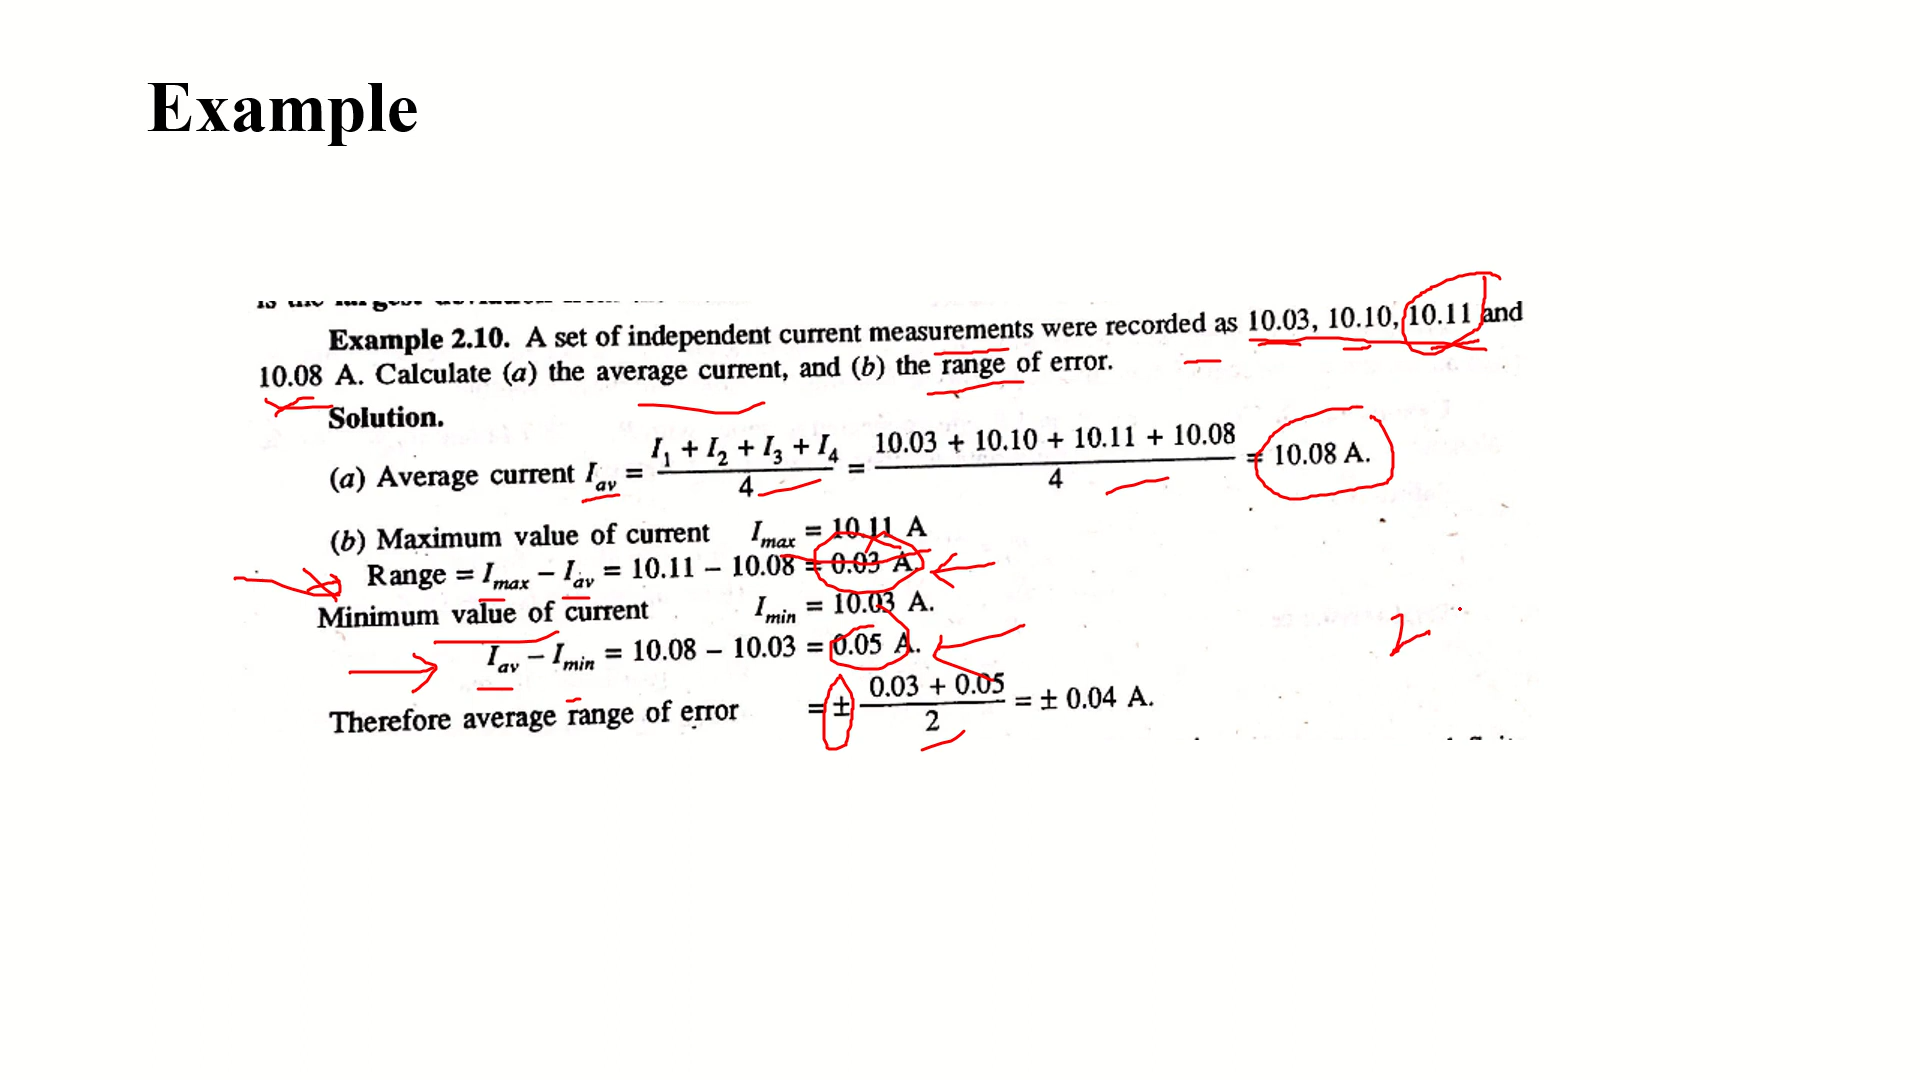 Example
Example 2.10. A set of independent current measurements were recorded as 10.03, 10.10, 10.11 and
10.08 A. Calculate (a) the average current, and (b) the range of error.
Solution.
(a) Average current I_av = (I_1 + I_2 + I_3 + I_4)/4 = (10.03 + 10.10 + 10.11 + 10.08)/4 = 10.08 A.
(b) Maximum value of current I_max = 10.11 A
Range = I_max − I_av = 10.11 − 10.08 = 0.03 A.
Minimum value of current I_min = 10.03 A.
I_av − I_min = 10.08 − 10.03 = 0.05 A.
Therefore average range of error = ± (0.03 + 0.05)/2 = ± 0.04 A.
2